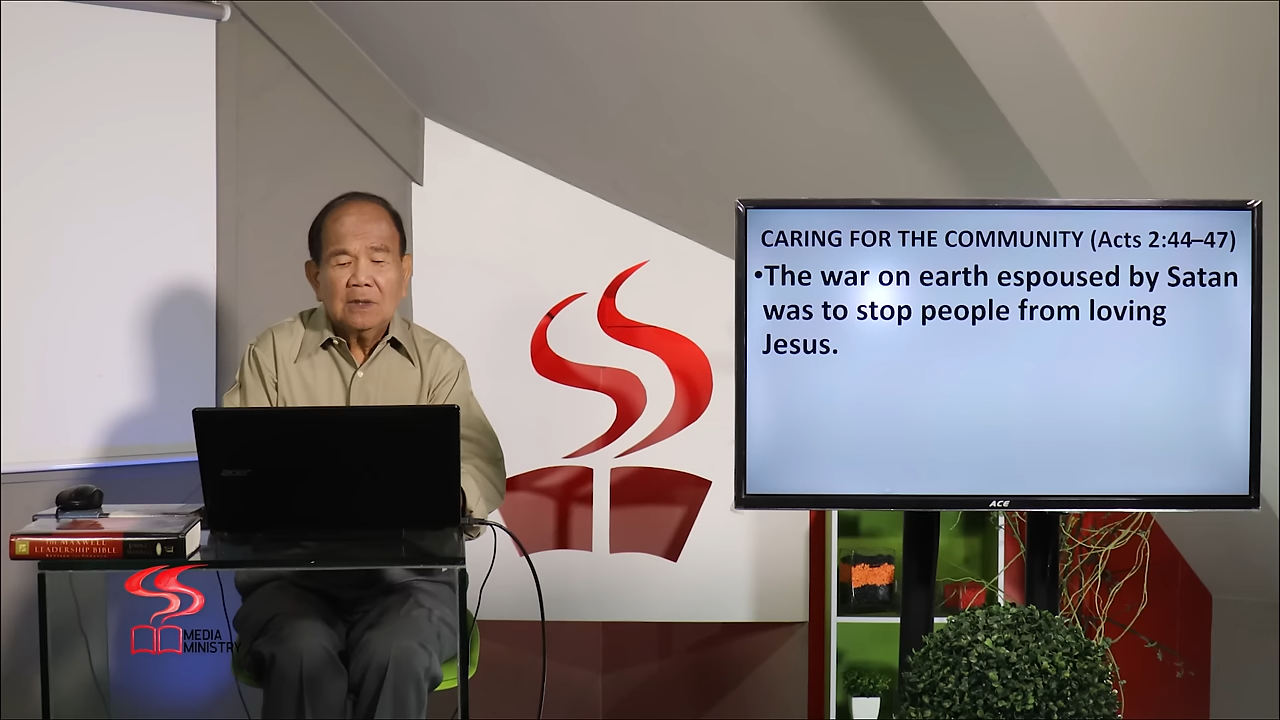 CARING FOR THE COMMUNITY (Acts 2:44–47)
•The war on earth espoused by Satan
was to stop people from loving
Jesus.
ACE
acer
THE MAXWELL
LEADERSHIP BIBLE
MEDIA
MINISTRY